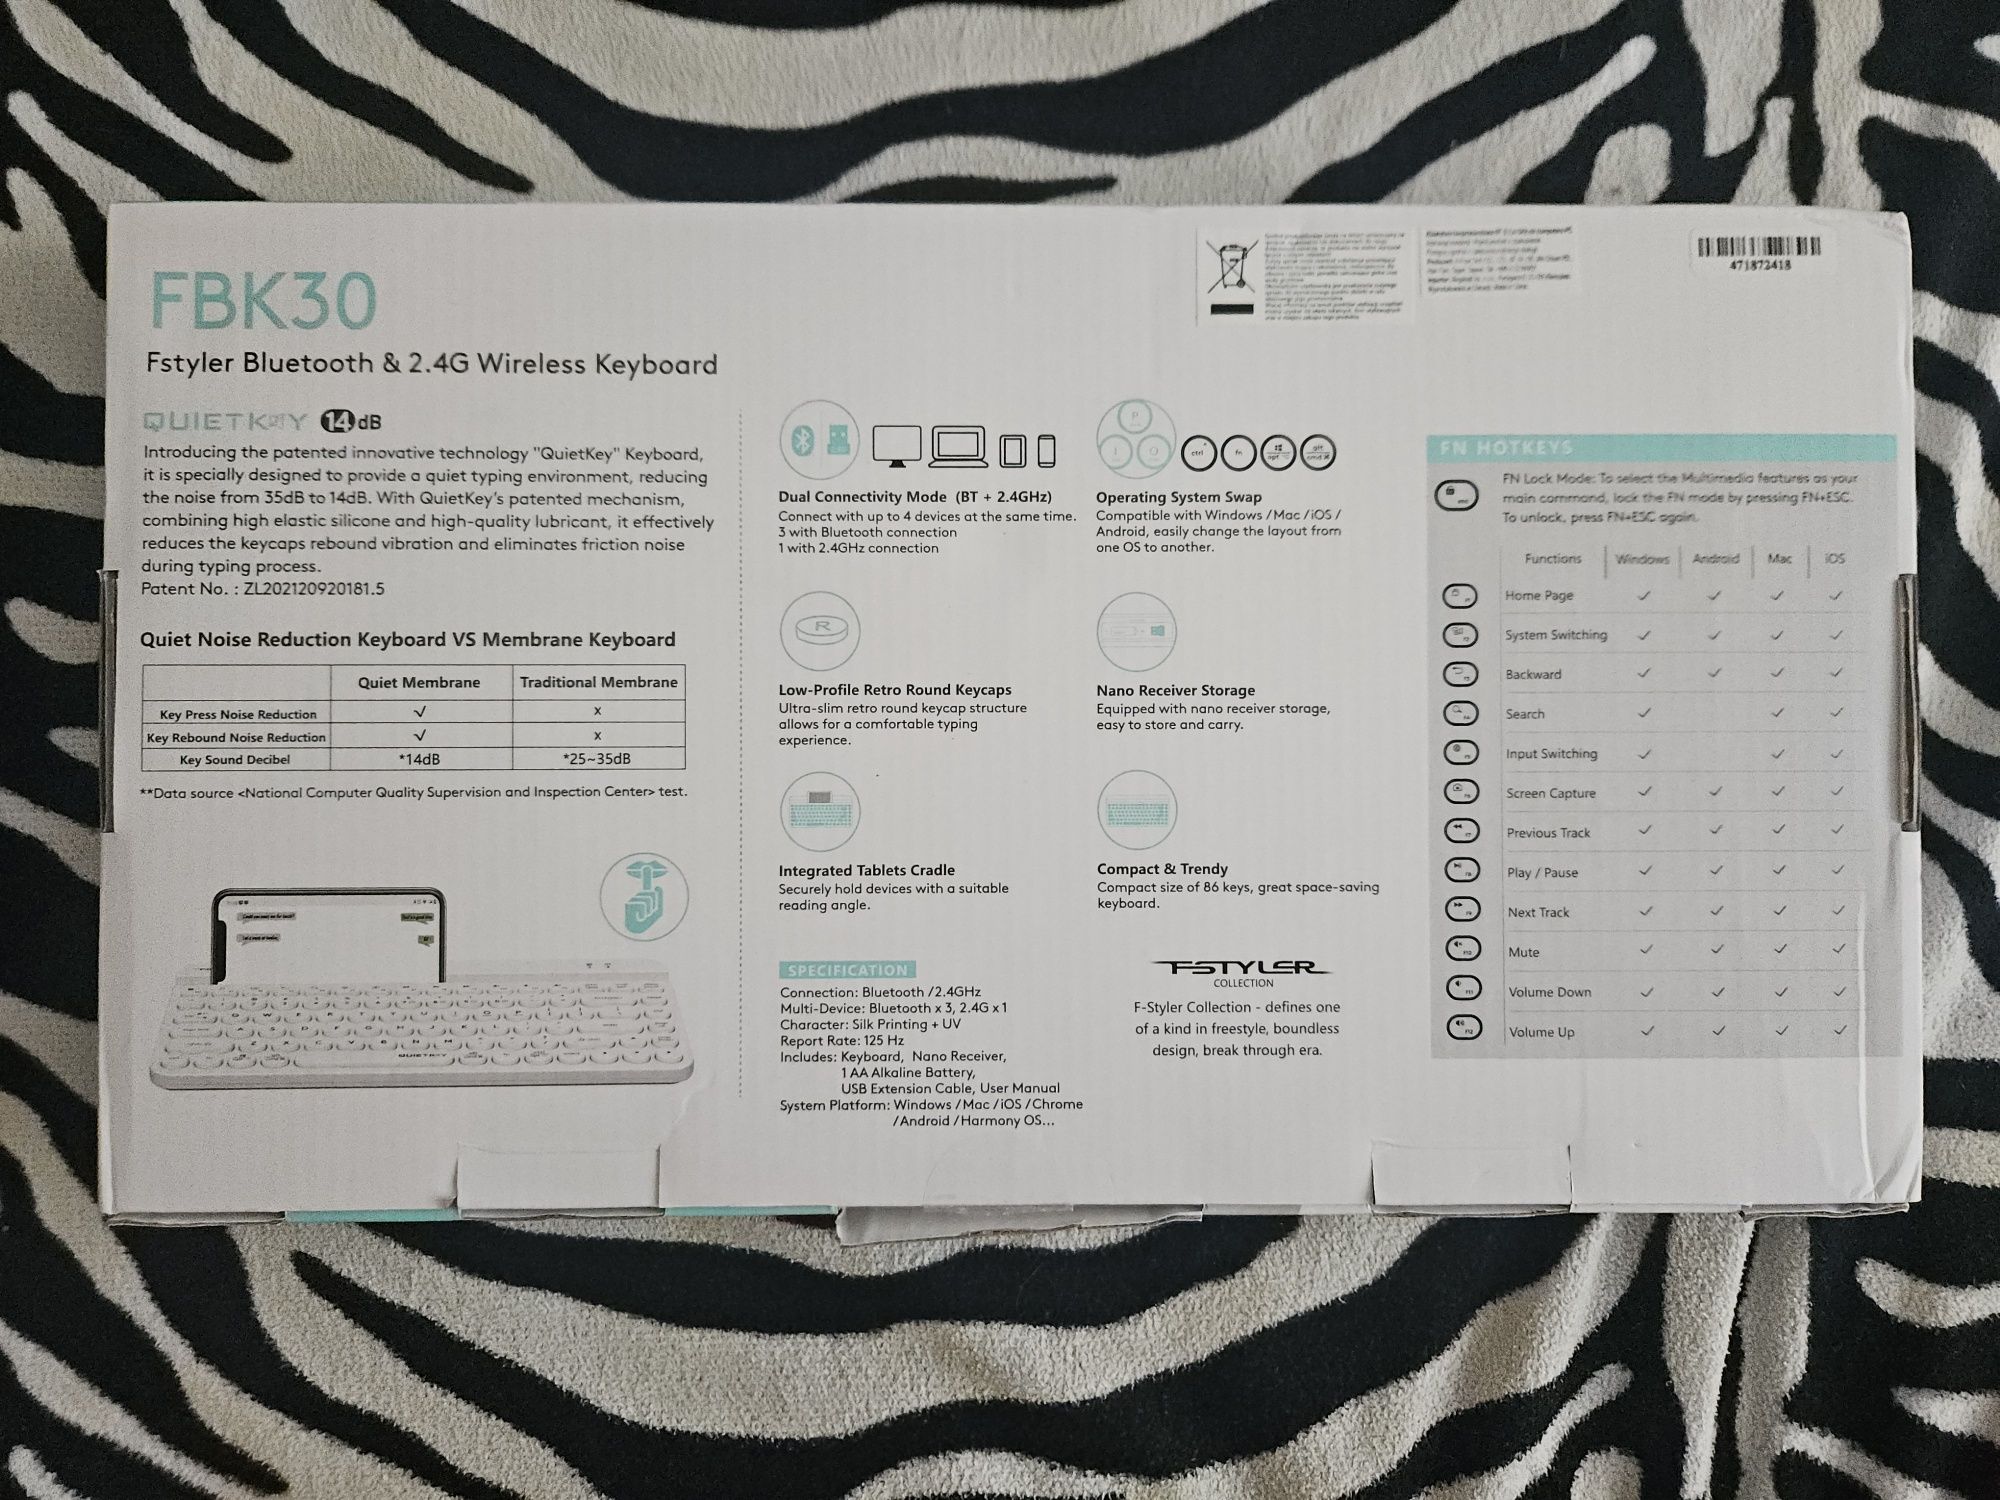 471872418
FBK30
Fstyler Bluetooth & 2.4G Wireless Keyboard
QUIETKEY 14dB
Introducing the patented innovative technology "QuietKey" Keyboard,
it is specially designed to provide a quiet typing environment, reducing
the noise from 35dB to 14dB. With QuietKey's patented mechanism,
combining high elastic silicone and high-quality lubricant, it effectively
reduces the keycaps rebound vibration and eliminates friction noise
during typing process.
Patent No. : ZL202120920181.5
Quiet Noise Reduction Keyboard VS Membrane Keyboard
Quiet Membrane Traditional Membrane
Key Press Noise Reduction √ x
Key Rebound Noise Reduction √ x
Key Sound Decibel *14dB *25~35dB
**Data source <National Computer Quality Supervision and Inspection Center> test.
QUIETKEY
Dual Connectivity Mode (BT + 2.4GHz)
Connect with up to 4 devices at the same time.
3 with Bluetooth connection
1 with 2.4GHz connection
P
I O
ctrl fn opt alt cmd
Operating System Swap
Compatible with Windows / Mac / iOS /
Android, easily change the layout from
one OS to another.
R
Low-Profile Retro Round Keycaps
Ultra-slim retro round keycap structure
allows for a comfortable typing
experience.
Nano Receiver Storage
Equipped with nano receiver storage,
easy to store and carry.
Integrated Tablets Cradle
Securely hold devices with a suitable
reading angle.
Compact & Trendy
Compact size of 86 keys, great space-saving
keyboard.
SPECIFICATION
Connection: Bluetooth / 2.4GHz
Multi-Device: Bluetooth x 3, 2.4G x 1
Character: Silk Printing + UV
Report Rate: 125 Hz
Includes: Keyboard, Nano Receiver,
1 AA Alkaline Battery,
USB Extension Cable, User Manual
System Platform: Windows / Mac / iOS / Chrome
/ Android / Harmony OS...
FSTYLER
COLLECTION
F-Styler Collection - defines one
of a kind in freestyle, boundless
design, break through era.
FN HOTKEYS
FN Lock Mode: To select the Multimedia features as your
main command, lock the FN mode by pressing FN+ESC.
To unlock, press FN+ESC again.
Functions Windows Android Mac iOS
Home Page ✓ ✓ ✓ ✓
System Switching ✓ ✓ ✓ ✓
Backward ✓ ✓ ✓ ✓
Search ✓ ✓ ✓
Input Switching ✓ ✓ ✓
Screen Capture ✓ ✓ ✓ ✓
Previous Track ✓ ✓ ✓ ✓
Play / Pause ✓ ✓ ✓ ✓
Next Track ✓ ✓ ✓ ✓
Mute ✓ ✓ ✓ ✓
Volume Down ✓ ✓ ✓ ✓
Volume Up ✓ ✓ ✓ ✓